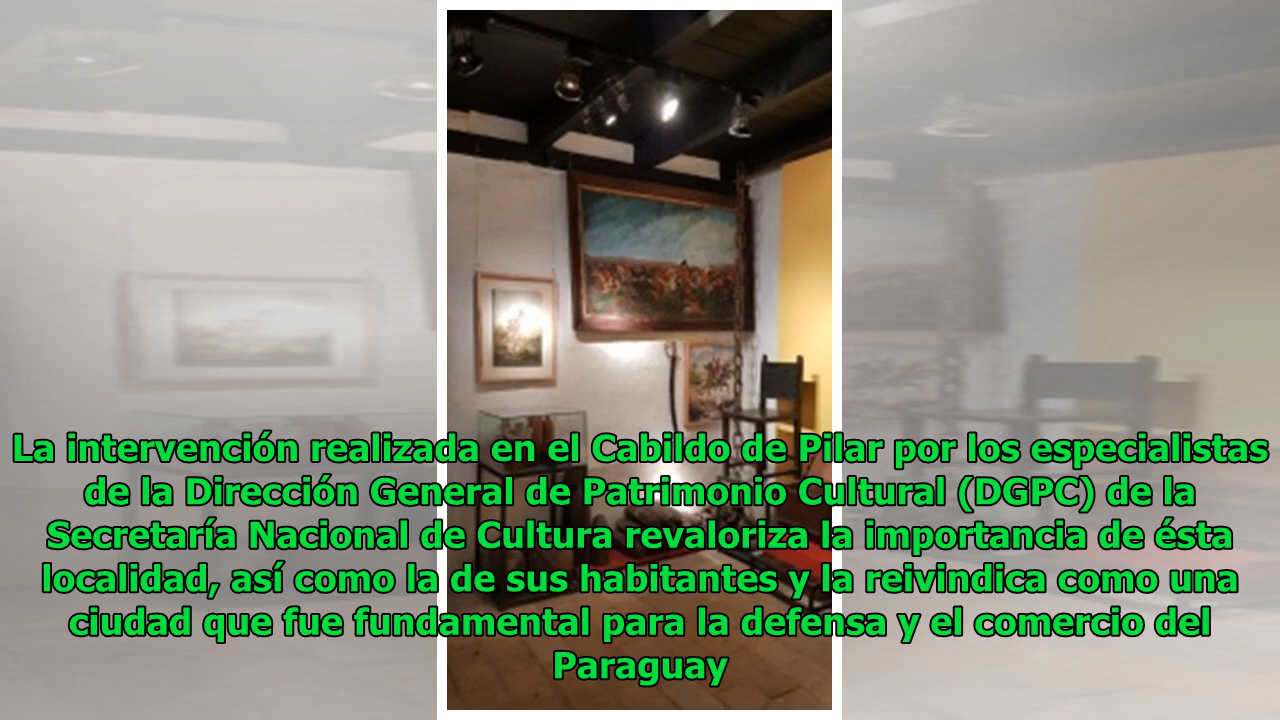 La intervención realizada en el Cabildo de Pilar por los especialistas
de la Dirección General de Patrimonio Cultural (DGPC) de la
Secretaría Nacional de Cultura revaloriza la importancia de ésta
localidad, así como la de sus habitantes y la reivindica como una
ciudad que fue fundamental para la defensa y el comercio del
Paraguay